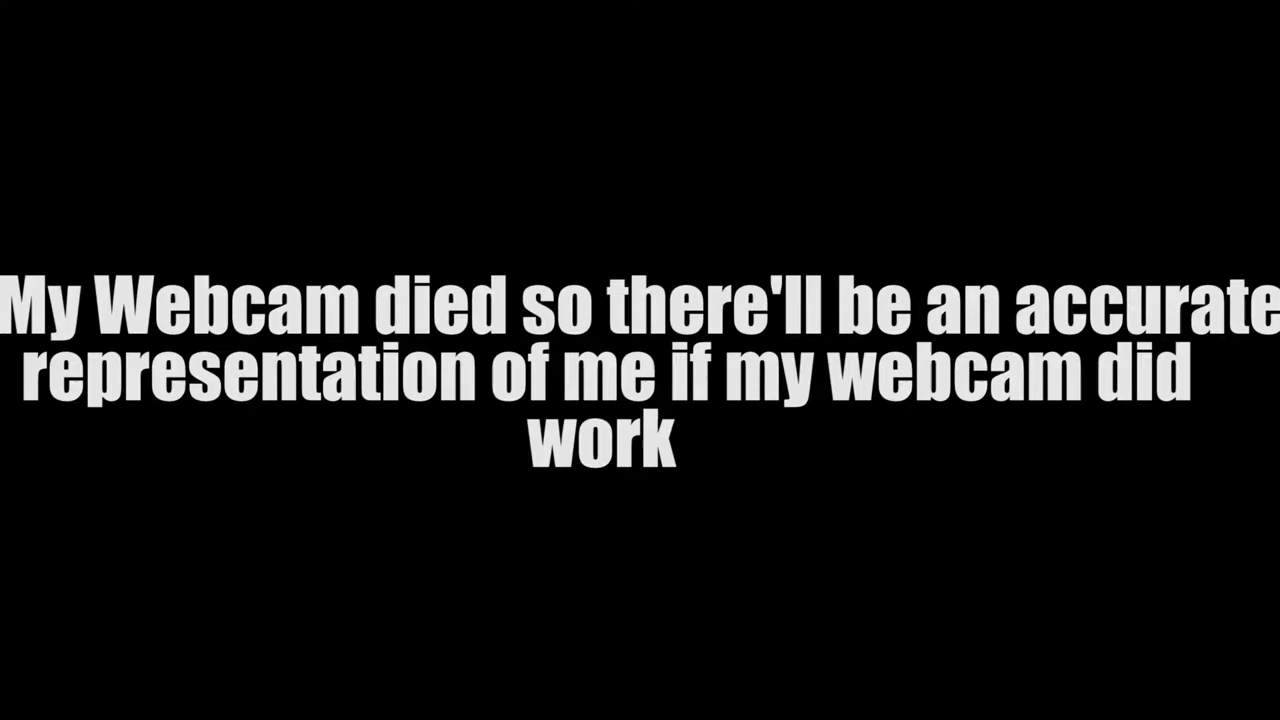 My Webcam died so there'll be an accurate
representation of me if my webcam did
work